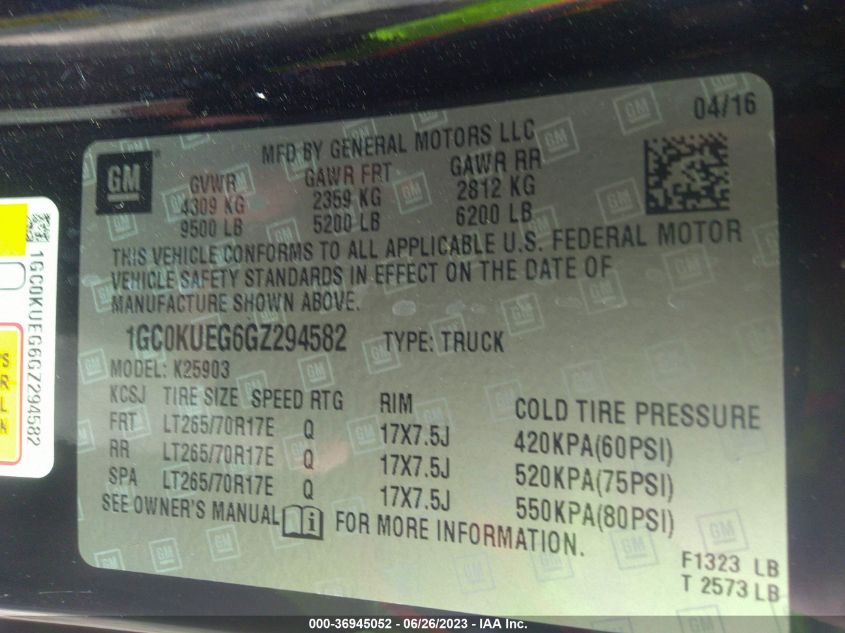 04/16
MFD BY GENERAL MOTORS LLC
GM
GVWR GAWR FRT GAWR RR
4309 KG 2359 KG 2812 KG
9500 LB 5200 LB 6200 LB
THIS VEHICLE CONFORMS TO ALL APPLICABLE U.S. FEDERAL MOTOR
VEHICLE SAFETY STANDARDS IN EFFECT ON THE DATE OF
MANUFACTURE SHOWN ABOVE.
1GC0KUEG6GZ294582 TYPE: TRUCK
MODEL: K25903
KCSJ TIRE SIZE SPEED RTG RIM COLD TIRE PRESSURE
FRT LT265/70R17E Q 17X7.5J 420KPA(60PSI)
RR LT265/70R17E Q 17X7.5J 520KPA(75PSI)
SPA LT265/70R17E Q 17X7.5J 550KPA(80PSI)
SEE OWNER'S MANUAL FOR MORE INFORMATION.
F1323 LB
T 2573 LB
1GC0KUEG6GZ294582
000-36945052 - 06/26/2023 - IAA Inc.